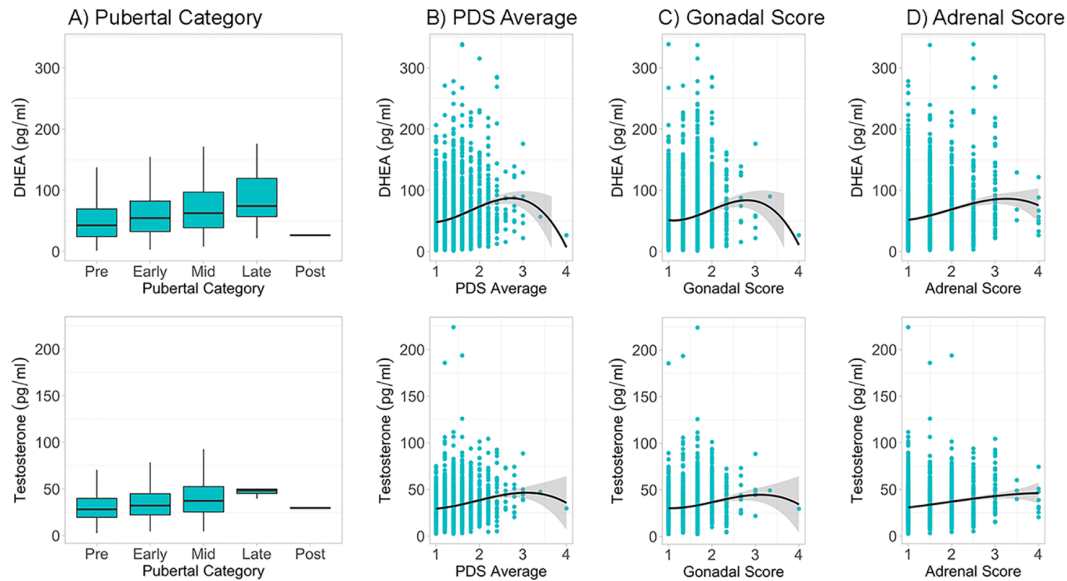 A) Pubertal Category
B) PDS Average
C) Gonadal Score
D) Adrenal Score
DHEA (pg/ml)
300
200
100
0
Pre Early Mid Late Post
Pubertal Category
DHEA (pg/ml)
300
200
100
0
1 2 3 4
PDS Average
DHEA (pg/ml)
300
200
100
0
1 2 3 4
Gonadal Score
DHEA (pg/ml)
300
200
100
0
1 2 3 4
Adrenal Score
Testosterone (pg/ml)
200
150
100
50
0
Pre Early Mid Late Post
Pubertal Category
Testosterone (pg/ml)
200
150
100
50
0
1 2 3 4
PDS Average
Testosterone (pg/ml)
200
150
100
50
0
1 2 3 4
Gonadal Score
Testosterone (pg/ml)
200
150
100
50
0
1 2 3 4
Adrenal Score